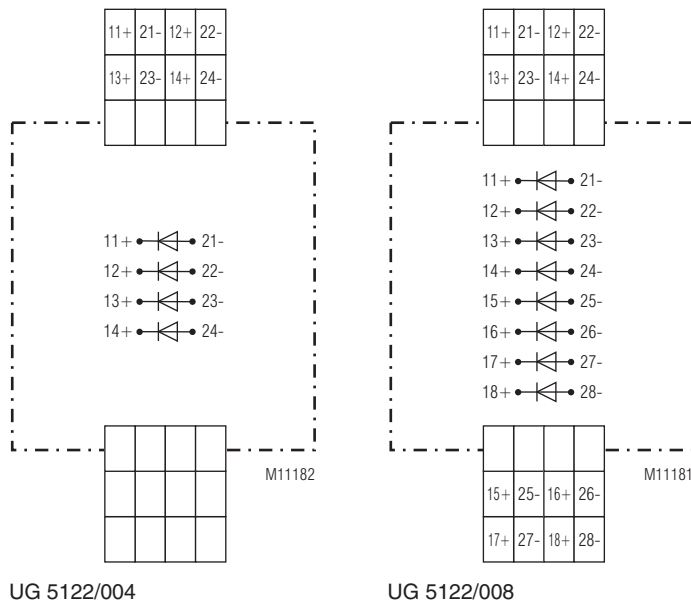 11+ 21- 12+ 22-
13+ 23- 14+ 24-
11+ 21-
12+ 22-
13+ 23-
14+ 24-
M11182
UG 5122/004
11+ 21- 12+ 22-
13+ 23- 14+ 24-
11+ 21-
12+ 22-
13+ 23-
14+ 24-
15+ 25-
16+ 26-
17+ 27-
18+ 28-
M11181
15+ 25- 16+ 26-
17+ 27- 18+ 28-
UG 5122/008